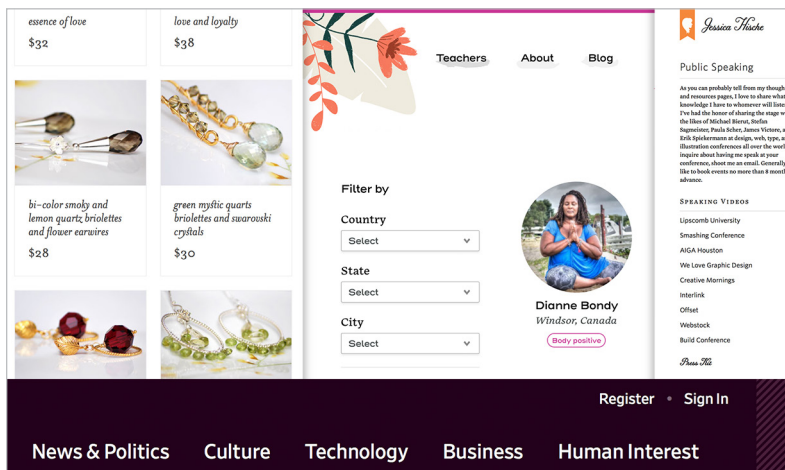 essence of love
$32
love and loyalty
$38
bi-color smoky and
lemon quartz briolettes
and flower earwires
$28
green mystic quarts
briolettes and swarovski
crystals
$30
Teachers
About
Blog
Filter by
Country
Select
State
Select
City
Select
Dianne Bondy
Windsor, Canada
Body positive
Jessica Hische
Public Speaking
As you can probably tell from my though
and resources pages, I love to share what
knowledge I have to whomever will liste
I've had the honor of sharing the stage w
the likes of Michael Bierut, Stefan
Sagmeister, Paula Scher, James Victore, a
Erik Spiekermann at design, web, type, a
illustration conferences all over the worl
inquire about having me speak at your
conference, shoot me an email. Generally
like to book events no more than 8 month
advance.
Speaking Videos
Lipscomb University
Smashing Conference
AIGA Houston
We Love Graphic Design
Creative Mornings
Interlink
Offset
Webstock
Build Conference
Press Kit
Register • Sign In
News & Politics
Culture
Technology
Business
Human Interest